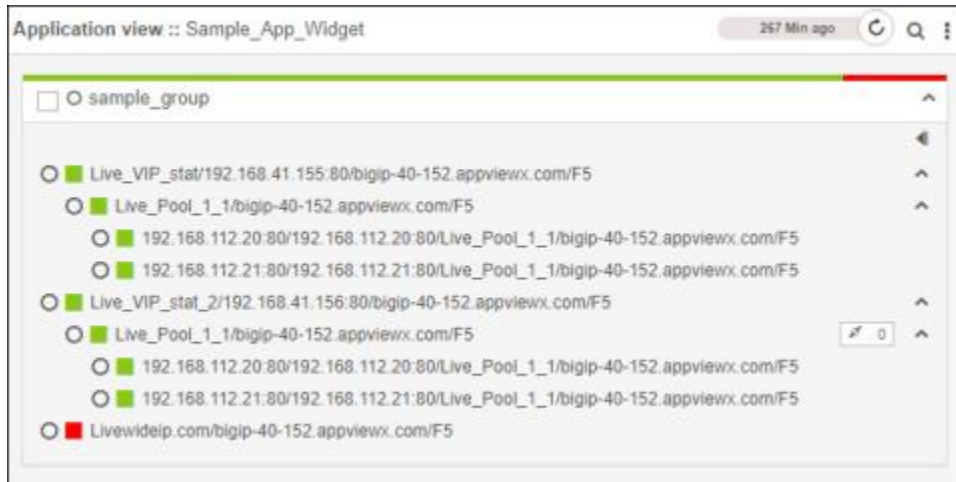 Application view :: Sample_App_Widget
267 Min ago
sample_group
Live_VIP_stat/192.168.41.155:80/bigip-40-152.appviewx.com/F5
Live_Pool_1_1/bigip-40-152.appviewx.com/F5
192.168.112.20:80/192.168.112.20:80/Live_Pool_1_1/bigip-40-152.appviewx.com/F5
192.168.112.21:80/192.168.112.21:80/Live_Pool_1_1/bigip-40-152.appviewx.com/F5
Live_VIP_stat_2/192.168.41.156:80/bigip-40-152.appviewx.com/F5
Live_Pool_1_1/bigip-40-152.appviewx.com/F5 0
192.168.112.20:80/192.168.112.20:80/Live_Pool_1_1/bigip-40-152.appviewx.com/F5
192.168.112.21:80/192.168.112.21:80/Live_Pool_1_1/bigip-40-152.appviewx.com/F5
Livewideip.com/bigip-40-152.appviewx.com/F5